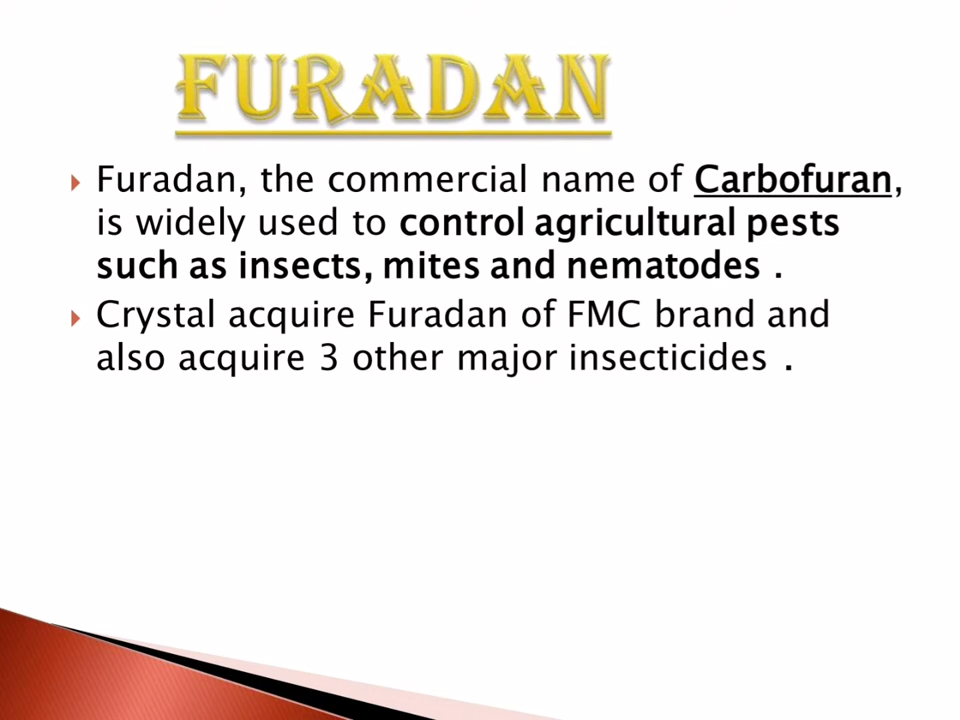 FURADAN
Furadan, the commercial name of Carbofuran,
is widely used to control agricultural pests
such as insects, mites and nematodes .
Crystal acquire Furadan of FMC brand and
also acquire 3 other major insecticides .